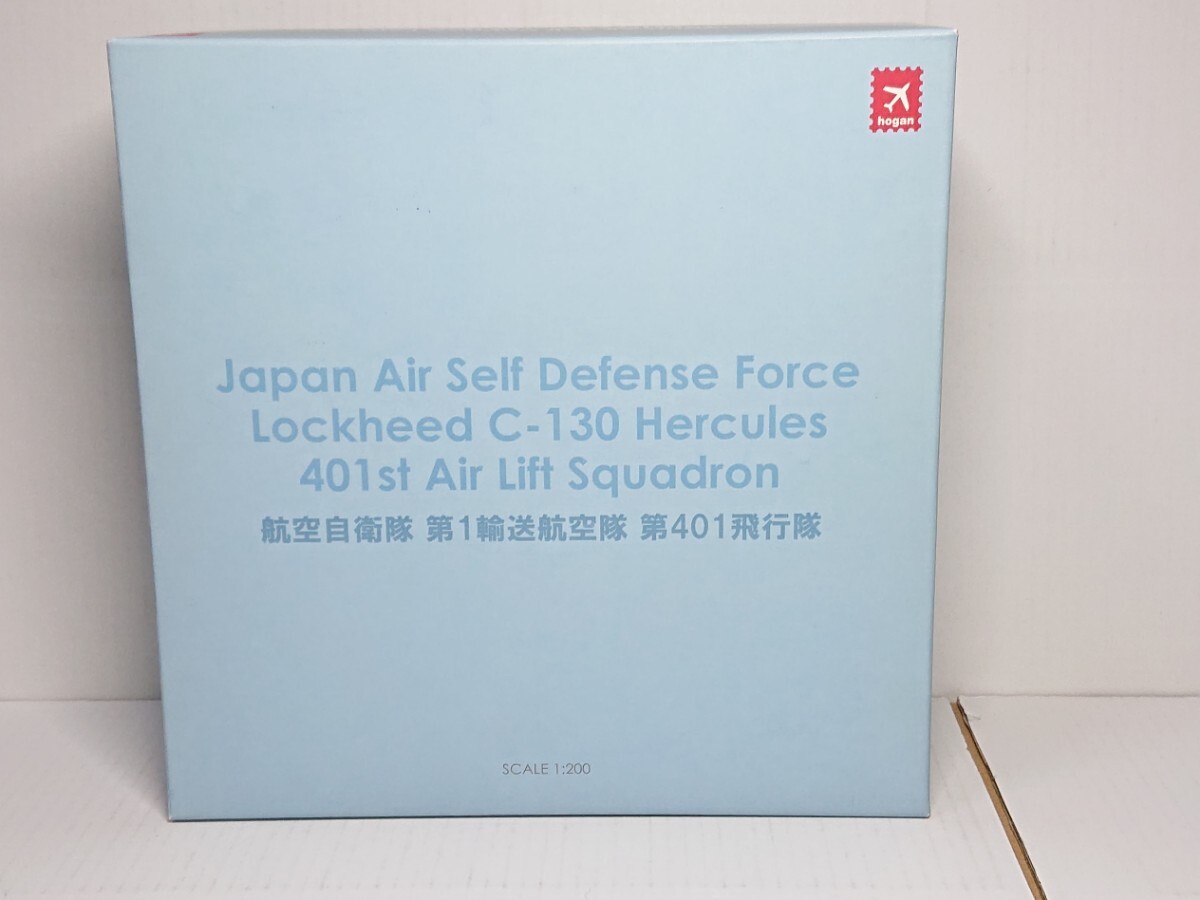 hogan
Japan Air Self Defense Force
Lockheed C-130 Hercules
401st Air Lift Squadron
航空自衛隊 第1輸送航空隊 第401飛行隊
SCALE 1:200